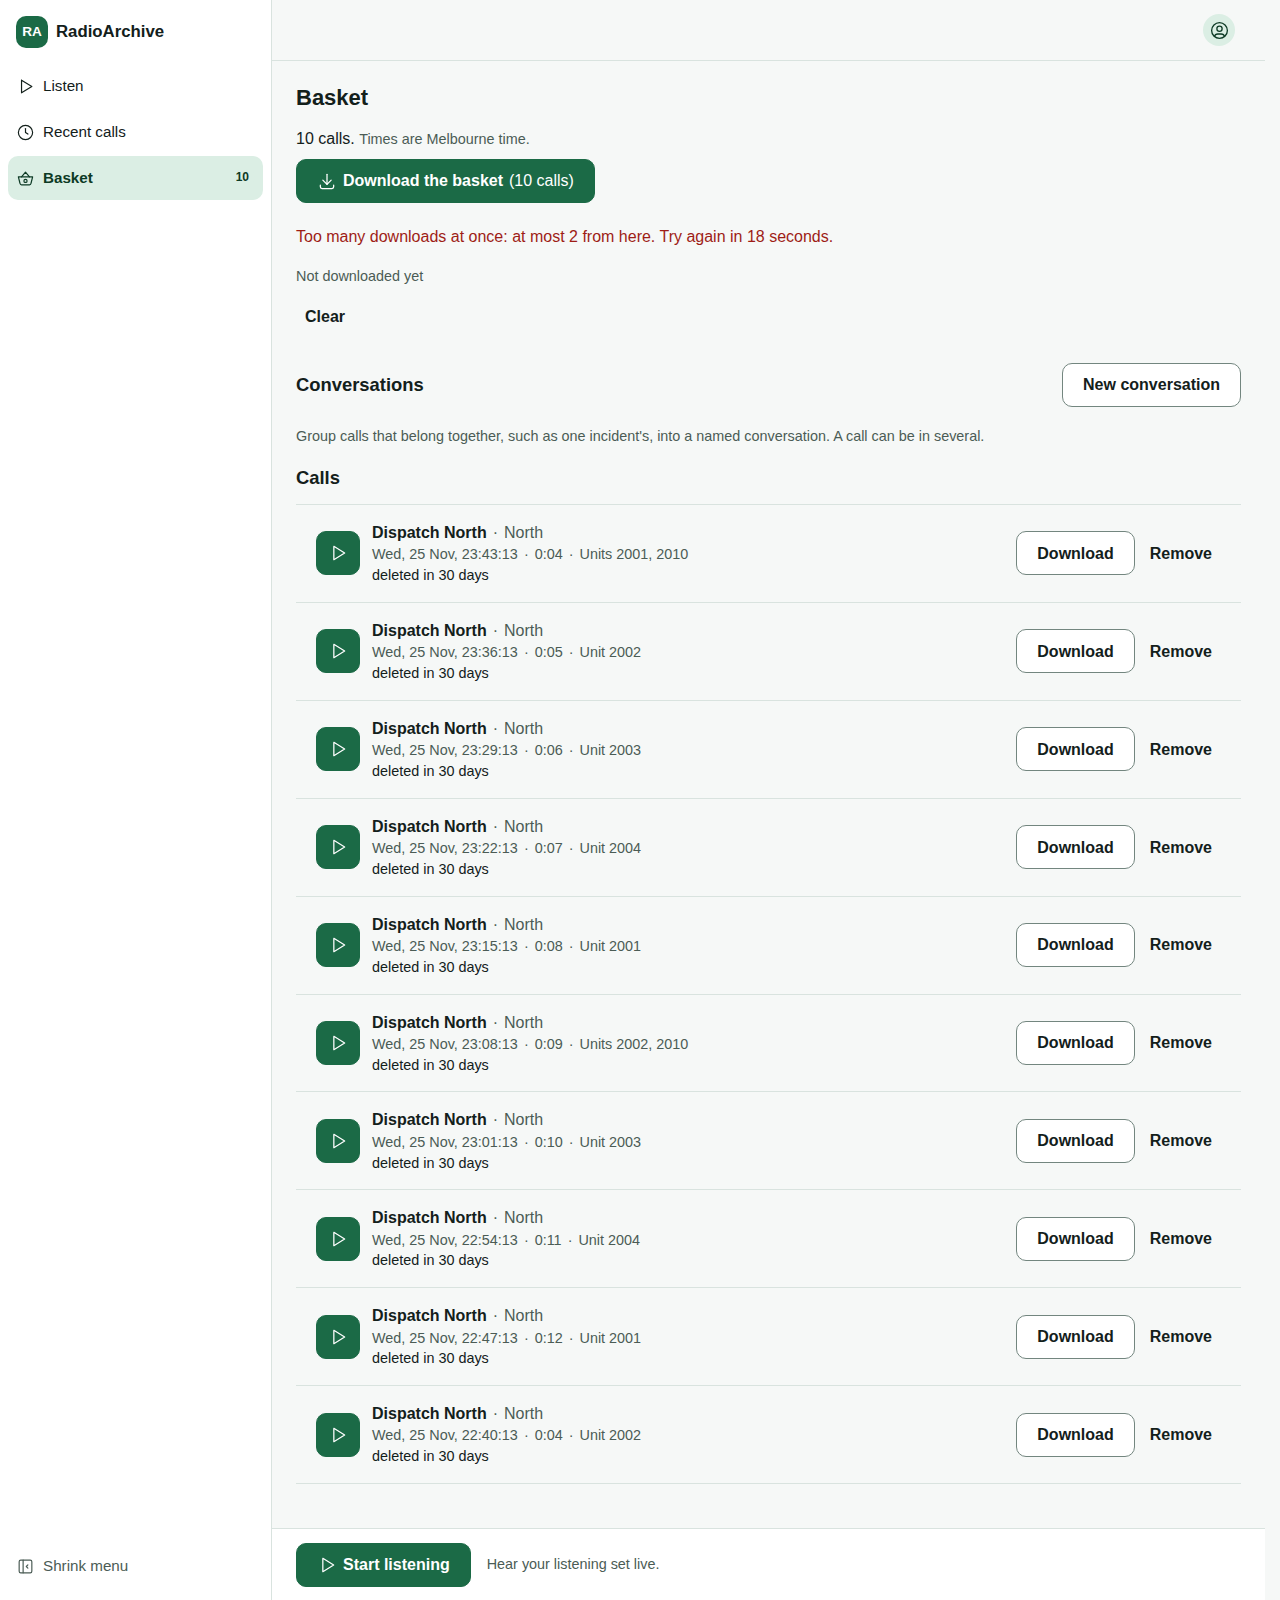 RA RadioArchive
Listen
Recent calls
Basket 10
Basket
10 calls. Times are Melbourne time.
Download the basket (10 calls)
Too many downloads at once: at most 2 from here. Try again in 18 seconds.
Not downloaded yet
Clear
Conversations
New conversation
Group calls that belong together, such as one incident's, into a named conversation. A call can be in several.
Calls
Dispatch North · North
Wed, 25 Nov, 23:43:13 · 0:04 · Units 2001, 2010
deleted in 30 days
Download Remove
Dispatch North · North
Wed, 25 Nov, 23:36:13 · 0:05 · Unit 2002
deleted in 30 days
Download Remove
Dispatch North · North
Wed, 25 Nov, 23:29:13 · 0:06 · Unit 2003
deleted in 30 days
Download Remove
Dispatch North · North
Wed, 25 Nov, 23:22:13 · 0:07 · Unit 2004
deleted in 30 days
Download Remove
Dispatch North · North
Wed, 25 Nov, 23:15:13 · 0:08 · Unit 2001
deleted in 30 days
Download Remove
Dispatch North · North
Wed, 25 Nov, 23:08:13 · 0:09 · Units 2002, 2010
deleted in 30 days
Download Remove
Dispatch North · North
Wed, 25 Nov, 23:01:13 · 0:10 · Unit 2003
deleted in 30 days
Download Remove
Dispatch North · North
Wed, 25 Nov, 22:54:13 · 0:11 · Unit 2004
deleted in 30 days
Download Remove
Dispatch North · North
Wed, 25 Nov, 22:47:13 · 0:12 · Unit 2001
deleted in 30 days
Download Remove
Dispatch North · North
Wed, 25 Nov, 22:40:13 · 0:04 · Unit 2002
deleted in 30 days
Download Remove
Shrink menu
Start listening
Hear your listening set live.